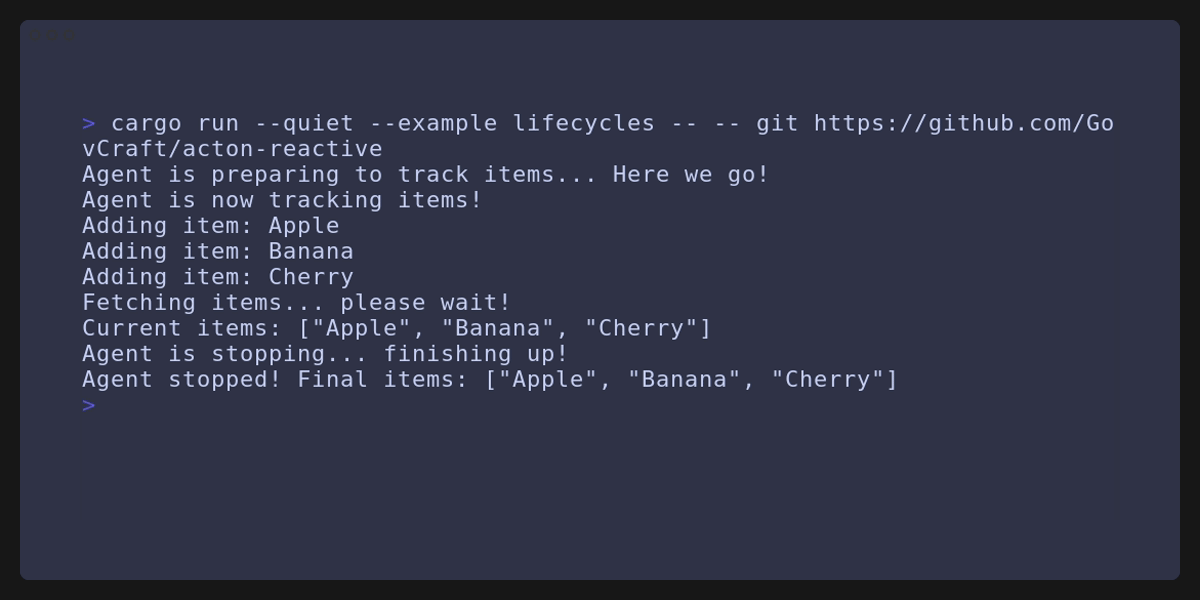 > cargo run --quiet --example lifecycles -- -- git https://github.com/Go
vCraft/acton-reactive
Agent is preparing to track items... Here we go!
Agent is now tracking items!
Adding item: Apple
Adding item: Banana
Adding item: Cherry
Fetching items... please wait!
Current items: ["Apple", "Banana", "Cherry"]
Agent is stopping... finishing up!
Agent stopped! Final items: ["Apple", "Banana", "Cherry"]
>